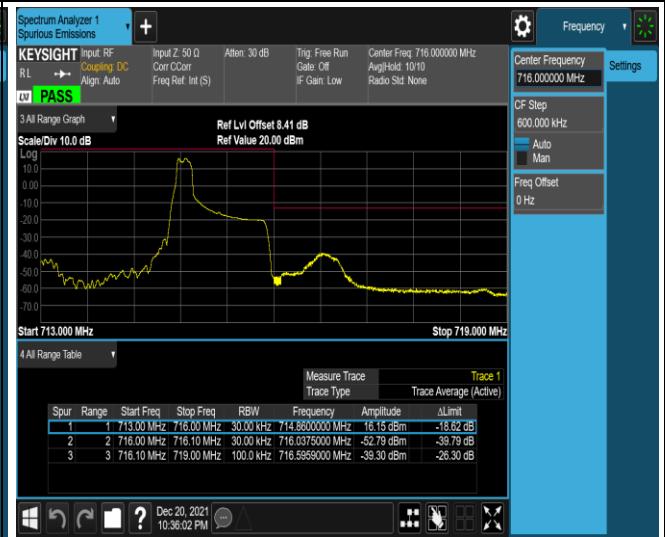 Spectrum Analyzer 1
Spurious Emissions
Frequency
KEYSIGHT
Input: RF
Coupling: DC
Align: Auto
Input Z: 50 Ω
Corr CCorr
Freq Ref: Int (S)
Atten: 30 dB
Trig: Free Run
Gate: Off
IF Gain: Low
Center Freq: 716.000000 MHz
Avg|Hold: 10/10
Radio Std: None
R L
LXI
PASS
Center Frequency
716.000000 MHz
Settings
CF Step
600.000 kHz
Auto
Man
Freq Offset
0 Hz
3 All Range Graph
Scale/Div 10.0 dB
Ref Lvl Offset 8.41 dB
Ref Value 20.00 dBm
Log
10.0
0.00
-10.0
-20.0
-30.0
-40.0
-50.0
-60.0
-70.0
Start 713.000 MHz
Stop 719.000 MHz
4 All Range Table
Measure Trace Trace 1
Trace Type Trace Average (Active)
Spur Range Start Freq Stop Freq RBW Frequency Amplitude ΔLimit
1 1 713.00 MHz 716.00 MHz 30.00 kHz 714.8600000 MHz 16.15 dBm -18.62 dB
2 2 716.00 MHz 716.10 MHz 30.00 kHz 716.0375000 MHz -52.79 dBm -39.79 dB
3 3 716.10 MHz 719.00 MHz 100.0 kHz 716.5959000 MHz -39.30 dBm -26.30 dB
Dec 20, 2021
10:36:02 PM